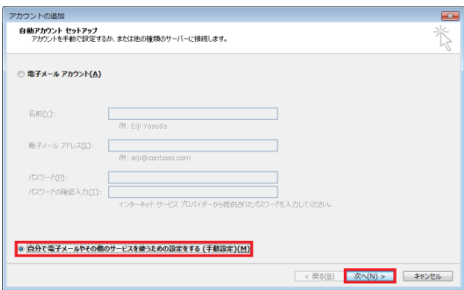 アカウントの追加
自動アカウント セットアップ
アカウントを手動で設定するか、または他の種類のサーバーに接続します。
電子メール アカウント(A)
名前(Y):
例: Eiji Yasuda
電子メール アドレス(E):
例: eiji@contoso.com
パスワード(P):
パスワードの確認入力(T):
インターネット サービス プロバイダーから提供されたパスワードを入力してください。
自分で電子メールやその他のサービスを使うための設定をする (手動設定)(M)
< 戻る(B)
次へ(N) >
キャンセル